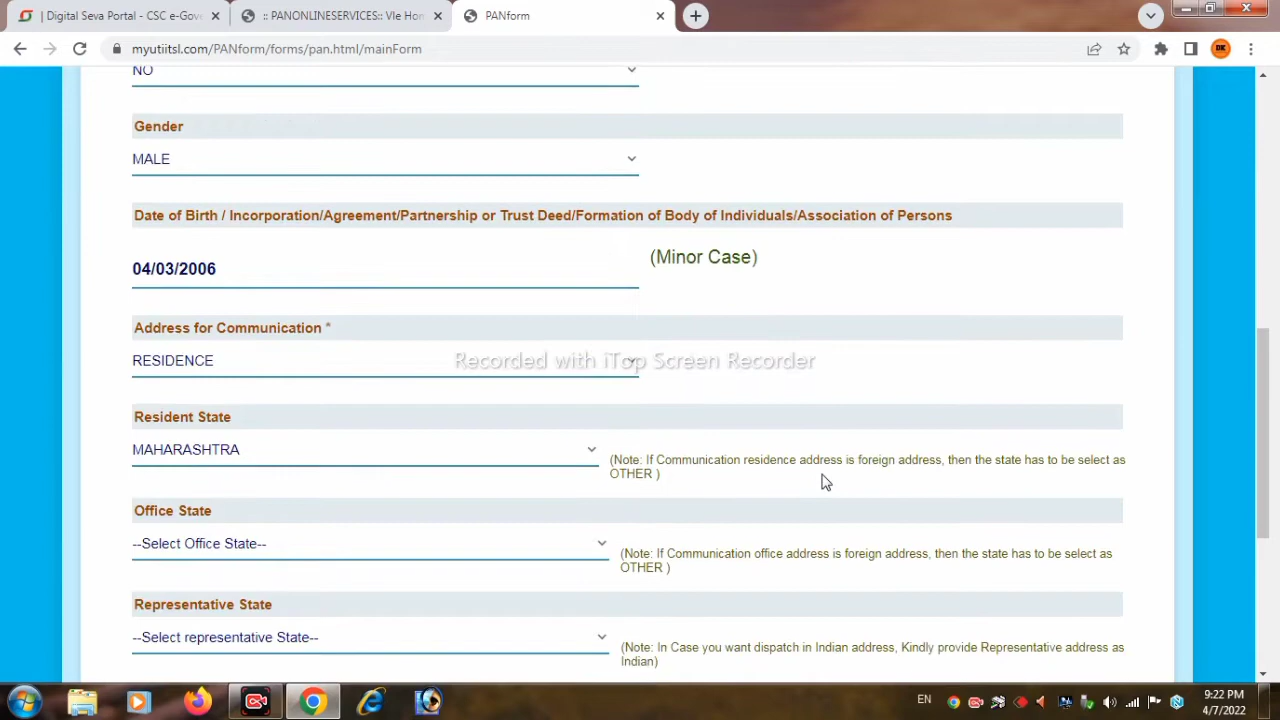 Digital Seva Portal - CSC e-Gov
:: PANONLINESERVICES:: Vle Ho
PANform
myutiitsl.com/PANform/forms/pan.html/mainForm
DK
NO
Gender
MALE
Date of Birth / Incorporation/Agreement/Partnership or Trust Deed/Formation of Body of Individuals/Association of Persons
04/03/2006
(Minor Case)
Address for Communication *
RESIDENCE
Recorded with iTop Screen Recorder
Resident State
MAHARASHTRA
(Note: If Communication residence address is foreign address, then the state has to be select as
OTHER )
Office State
--Select Office State--
(Note: If Communication office address is foreign address, then the state has to be select as
OTHER )
Representative State
--Select representative State--
(Note: In Case you want dispatch in Indian address, Kindly provide Representative address as
Indian)
EN
9:22 PM
4/7/2022